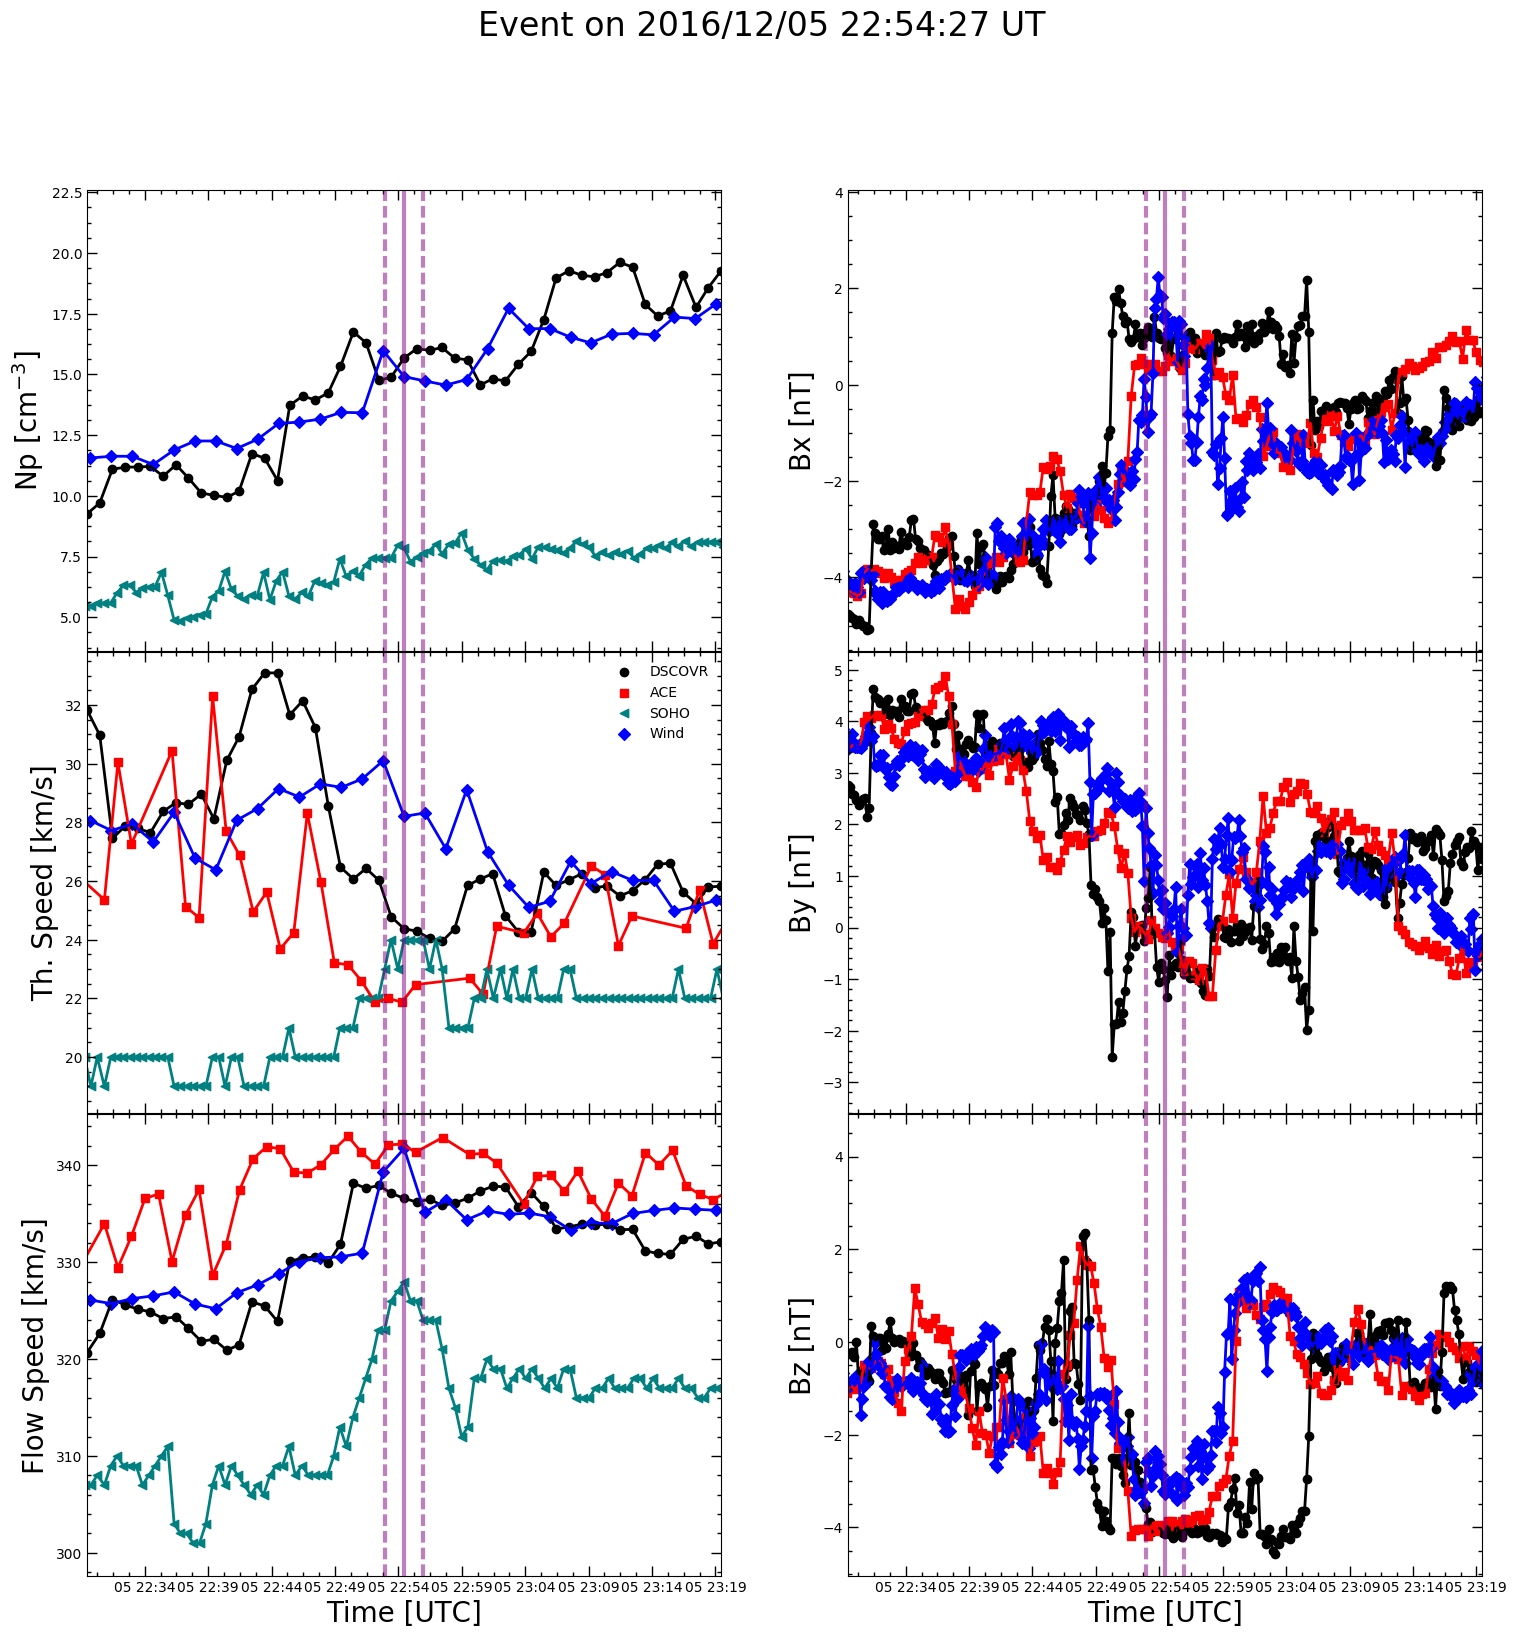 Event on 2016/12/05 22:54:27 UT
22.5
20.0
17.5
15.0
12.5
10.0
7.5
5.0
Np [cm⁻³]
4
2
0
−2
−4
Bx [nT]
32
30
28
26
24
22
20
Th. Speed [km/s]
DSCOVR
ACE
SOHO
Wind
5
4
3
2
1
0
−1
−2
−3
By [nT]
340
330
320
310
300
Flow Speed [km/s]
4
2
0
−2
−4
Bz [nT]
05 22:34 05 22:39 05 22:44 05 22:49 05 22:54 05 22:59 05 23:04 05 23:09 05 23:14 05 23:19
Time [UTC]
05 22:34 05 22:39 05 22:44 05 22:49 05 22:54 05 22:59 05 23:04 05 23:09 05 23:14 05 23:19
Time [UTC]